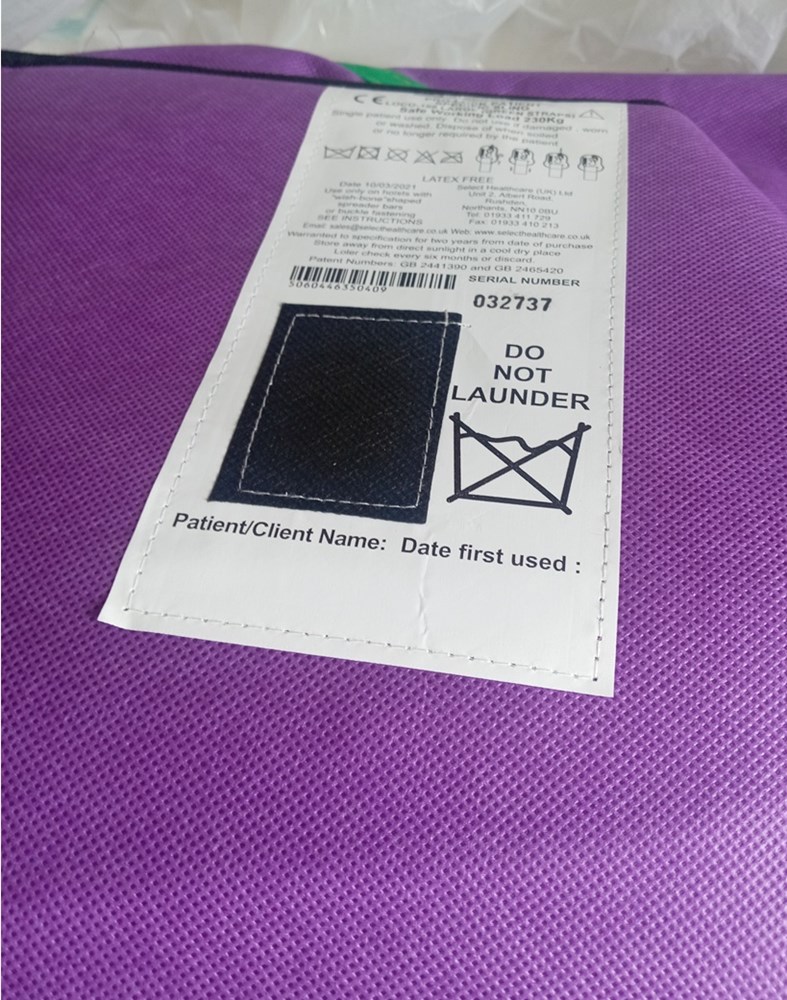 CE
LARGE (GREEN STRAPS)
Safe Working Load 230Kg
Single patient use only. Do not use if damaged, worn
or washed. Dispose of when soiled
or no longer required by the patient
LATEX FREE
Date 10/03/2021
Use only on hoists with
"wish-bone"shaped
spreader bars
or buckle fastening
SEE INSTRUCTIONS
Select Healthcare (UK) Ltd
Unit 2, Albert Road,
Rushden,
Northants, NN10 0BU
Tel: 01933 411 729
Fax: 01933 410 213
Email: sales@selecthealthcare.co.uk Web: www.selecthealthcare.co.uk
Warranted to specification for two years from date of purchase
Store away from direct sunlight in a cool dry place
Loler check every six months or discard.
Patent Numbers: GB 2441390 and GB 2465420
5060446350409
SERIAL NUMBER
032737
DO
NOT
LAUNDER
Patient/Client Name: Date first used :